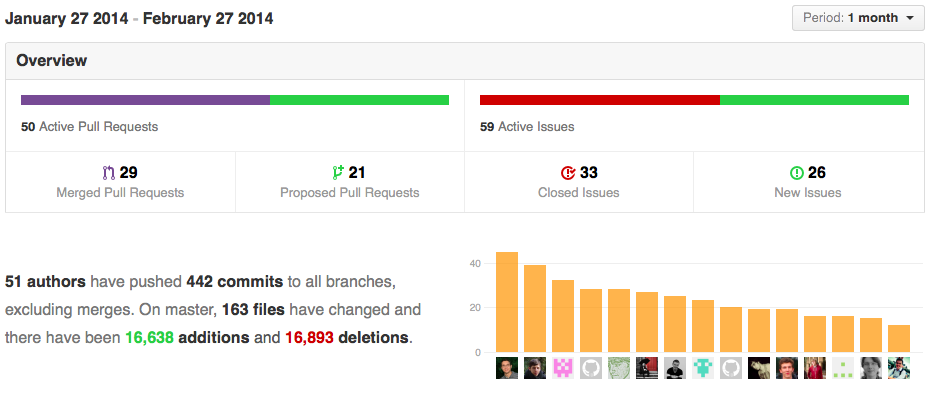 January 27 2014 - February 27 2014
Period: 1 month
Overview
50 Active Pull Requests
59 Active Issues
29
Merged Pull Requests
21
Proposed Pull Requests
33
Closed Issues
26
New Issues
51 authors have pushed 442 commits to all branches,
excluding merges. On master, 163 files have changed and
there have been 16,638 additions and 16,893 deletions.
40
20
0